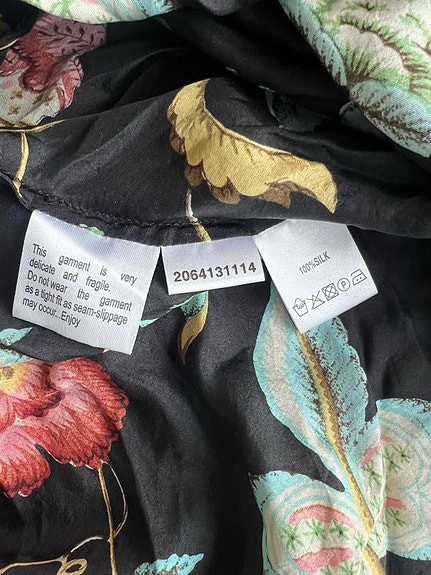 This garment is very
delicate and fragile.
Do not wear the garment
as a tight fit as seam-slippage
may occur...Enjoy
2064131114
100%SILK
P